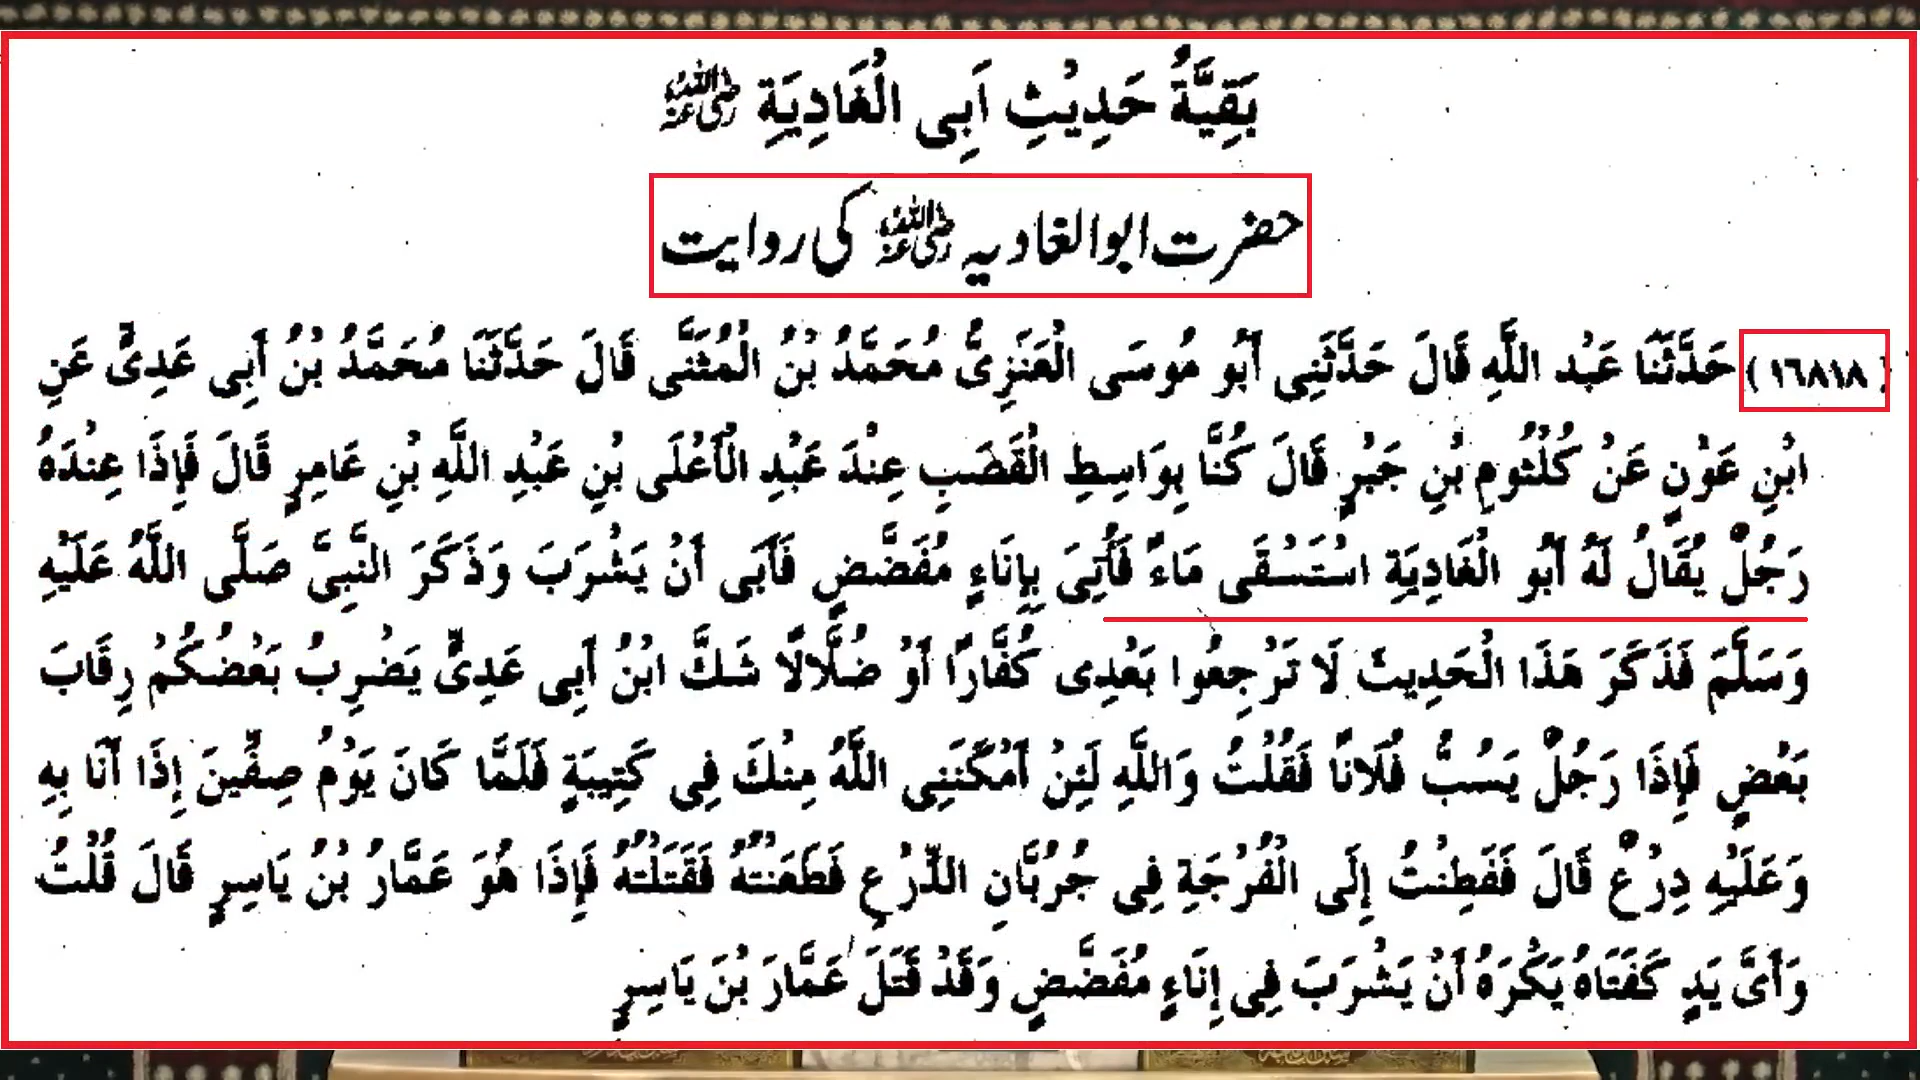 بَقِيَّةُ حَدِيْثِ اَبِى الْغَادِيَةِ رضی اللہ عنہ
حضرت ابوالغادیہ رضی اللہ عنہ کی روایت
(١٦٨١٨) حَدَّثَنَا عَبْد اللَّهِ قَالَ حَدَّثَنِى أَبُو مُوسَى الْعَنَزِىُّ مُحَمَّدُ بْنُ الْمُثَنَّى قَالَ حَدَّثَنَا مُحَمَّدُ بْنُ أَبِى عَدِىٍّ عَنِ
ابْنِ عَوْنٍ عَنْ كُلْثُومِ بْنِ جَبْرٍ قَالَ كُنَّا بِوَاسِطِ الْقَصَبِ عِنْدَ عَبْدِ الْأَعْلَى بْنِ عَبْدِ اللَّهِ بْنِ عَامِرٍ قَالَ فَإِذَا عِنْدَهُ
رَجُلٌ يُقَالُ لَهُ أَبُو الْغَادِيَةِ اسْتَسْقَى مَاءً فَأُتِىَ بِإِنَاءٍ مُفَضَّضٍ فَأَبَى أَنْ يَشْرَبَ وَذَكَرَ النَّبِىَّ صَلَّى اللَّهُ عَلَيْهِ
وَسَلَّمَ فَذَكَرَ هَذَا الْحَدِيثَ لَا تَرْجِعُوا بَعْدِى كُفَّارًا أَوْ ضُلَّالًا شَكَّ ابْنُ أَبِى عَدِىٍّ يَضْرِبُ بَعْضُكُمْ رِقَابَ
بَعْضٍ فَإِذَا رَجُلٌ يَسُبُّ فُلَانًا فَقُلْتُ وَاللَّهِ لَئِنْ أَمْكَنَنِى اللَّهُ مِنْكَ فِى كَتِيبَةٍ فَلَمَّا كَانَ يَوْمُ صِفِّينَ إِذَا أَنَا بِهِ
وَعَلَيْهِ دِرْعٌ قَالَ فَفَطِنْتُ إِلَى الْفُرْجَةِ فِى جُرُبَّانِ الدِّرْعِ فَطَعَنْتُهُ فَقَتَلْتُهُ فَإِذَا هُوَ عَمَّارُ بْنُ يَاسِرٍ قَالَ قُلْتُ
وَأَىَّ يَدٍ كَفَتَاهُ يَكْرَهُ أَنْ يَشْرَبَ فِى إِنَاءٍ مُفَضَّضٍ وَقَدْ قَتَلَ عَمَّارَ بْنَ يَاسِرٍ